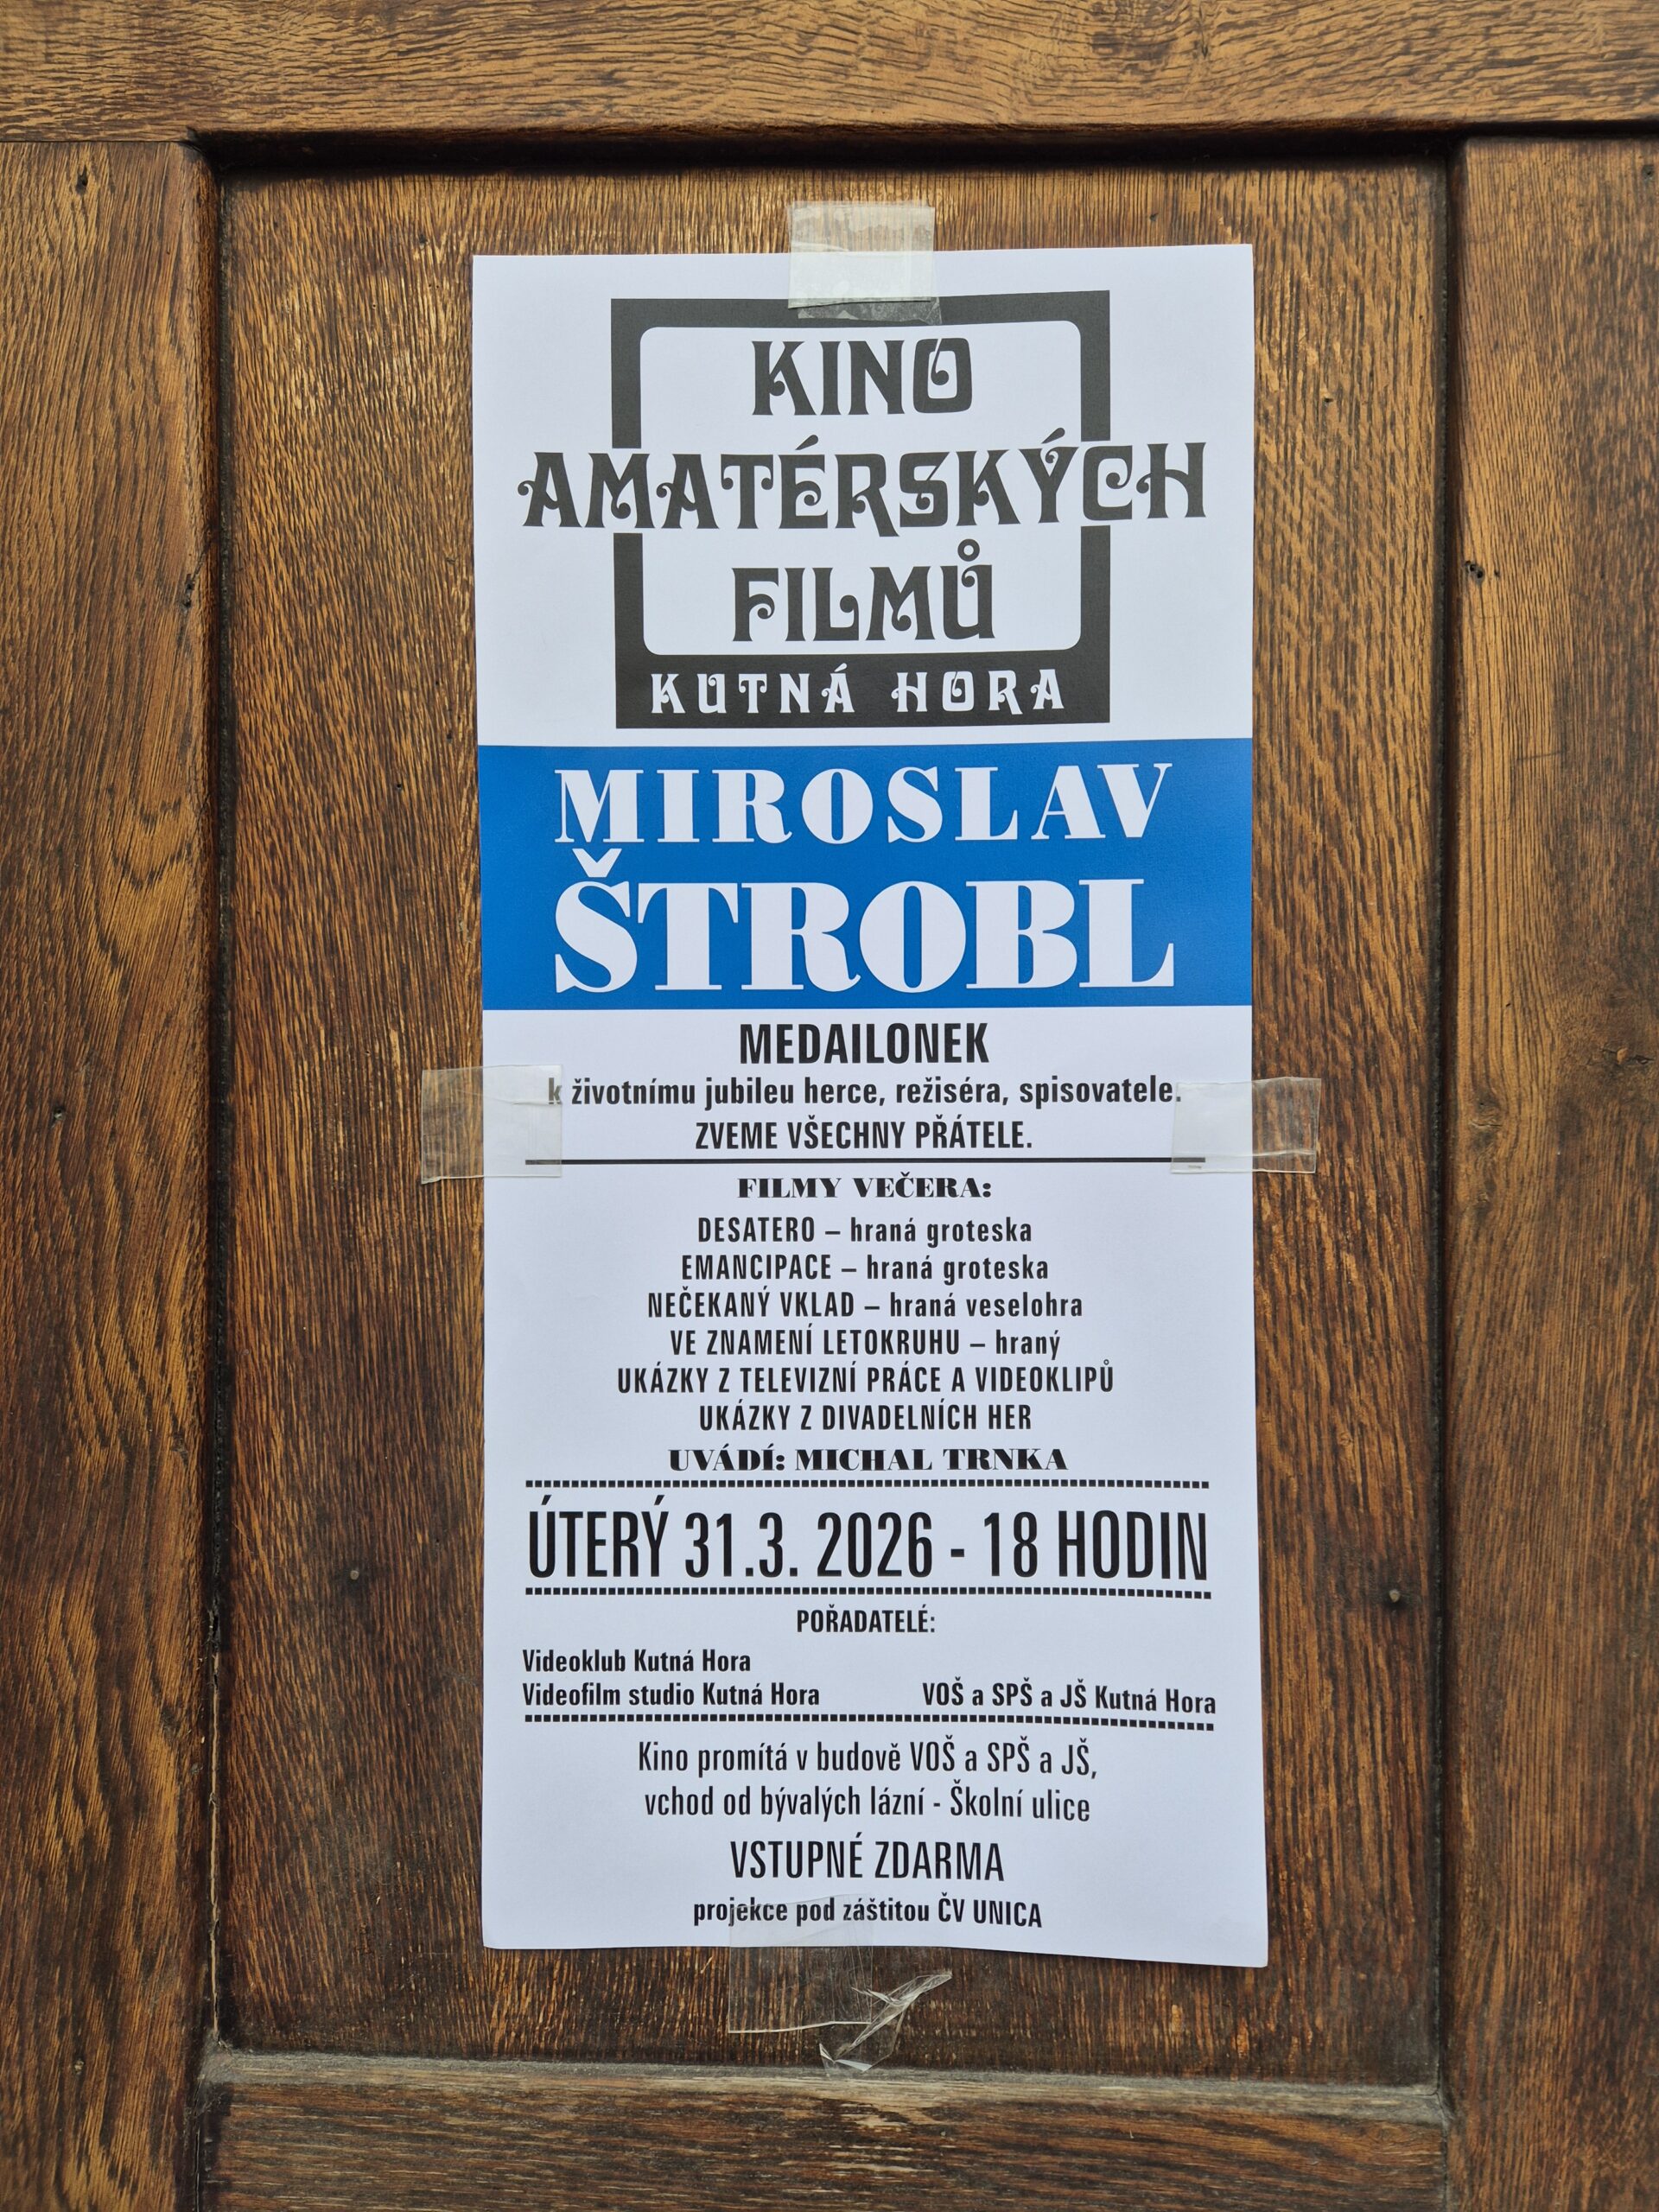 KINO
AMATÉRSKÝCH
FILMŮ
KUTNÁ HORA
MIROSLAV
ŠTROBL
MEDAILONEK
k životnímu jubileu herce, režiséra, spisovatele.
ZVEME VŠECHNY PŘÁTELE.
FILMY VEČERA:
DESATERO – hraná groteska
EMANCIPACE – hraná groteska
NEČEKANÝ VKLAD – hraná veselohra
VE ZNAMENÍ LETOKRUHU – hraný
UKÁZKY Z TELEVIZNÍ PRÁCE A VIDEOKLIPŮ
UKÁZKY Z DIVADELNÍCH HER
UVÁDÍ: MICHAL TRNKA
ÚTERÝ 31.3. 2026 - 18 HODIN
POŘADATELÉ:
Videoklub Kutná Hora
Videofilm studio Kutná Hora VOŠ a SPŠ a JŠ Kutná Hora
Kino promítá v budově VOŠ a SPŠ a JŠ,
vchod od bývalých lázní - Školní ulice
VSTUPNÉ ZDARMA
projekce pod záštitou ČV UNICA